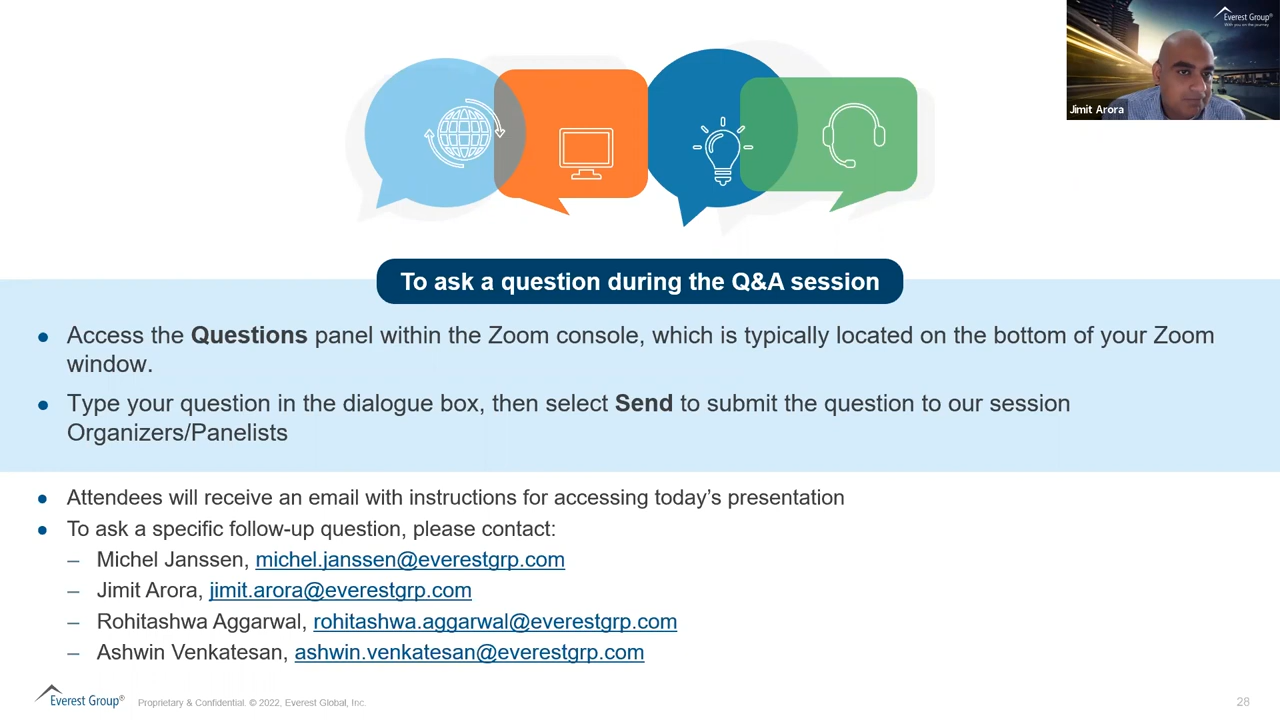 Everest Group®
With you on the journey
Jimit Arora
To ask a question during the Q&A session
● Access the Questions panel within the Zoom console, which is typically located on the bottom of your Zoom
window.
● Type your question in the dialogue box, then select Send to submit the question to our session
Organizers/Panelists
● Attendees will receive an email with instructions for accessing today's presentation
● To ask a specific follow-up question, please contact:
– Michel Janssen, michel.janssen@everestgrp.com
– Jimit Arora, jimit.arora@everestgrp.com
– Rohitashwa Aggarwal, rohitashwa.aggarwal@everestgrp.com
– Ashwin Venkatesan, ashwin.venkatesan@everestgrp.com
Everest Group® Proprietary & Confidential. © 2022, Everest Global, Inc. 28